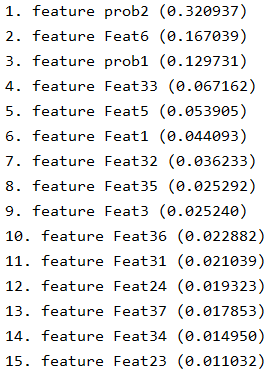 1. feature prob2 (0.320937)
2. feature Feat6 (0.167039)
3. feature prob1 (0.129731)
4. feature Feat33 (0.067162)
5. feature Feat5 (0.053905)
6. feature Feat1 (0.044093)
7. feature Feat32 (0.036233)
8. feature Feat35 (0.025292)
9. feature Feat3 (0.025240)
10. feature Feat36 (0.022882)
11. feature Feat31 (0.021039)
12. feature Feat24 (0.019323)
13. feature Feat37 (0.017853)
14. feature Feat34 (0.014950)
15. feature Feat23 (0.011032)